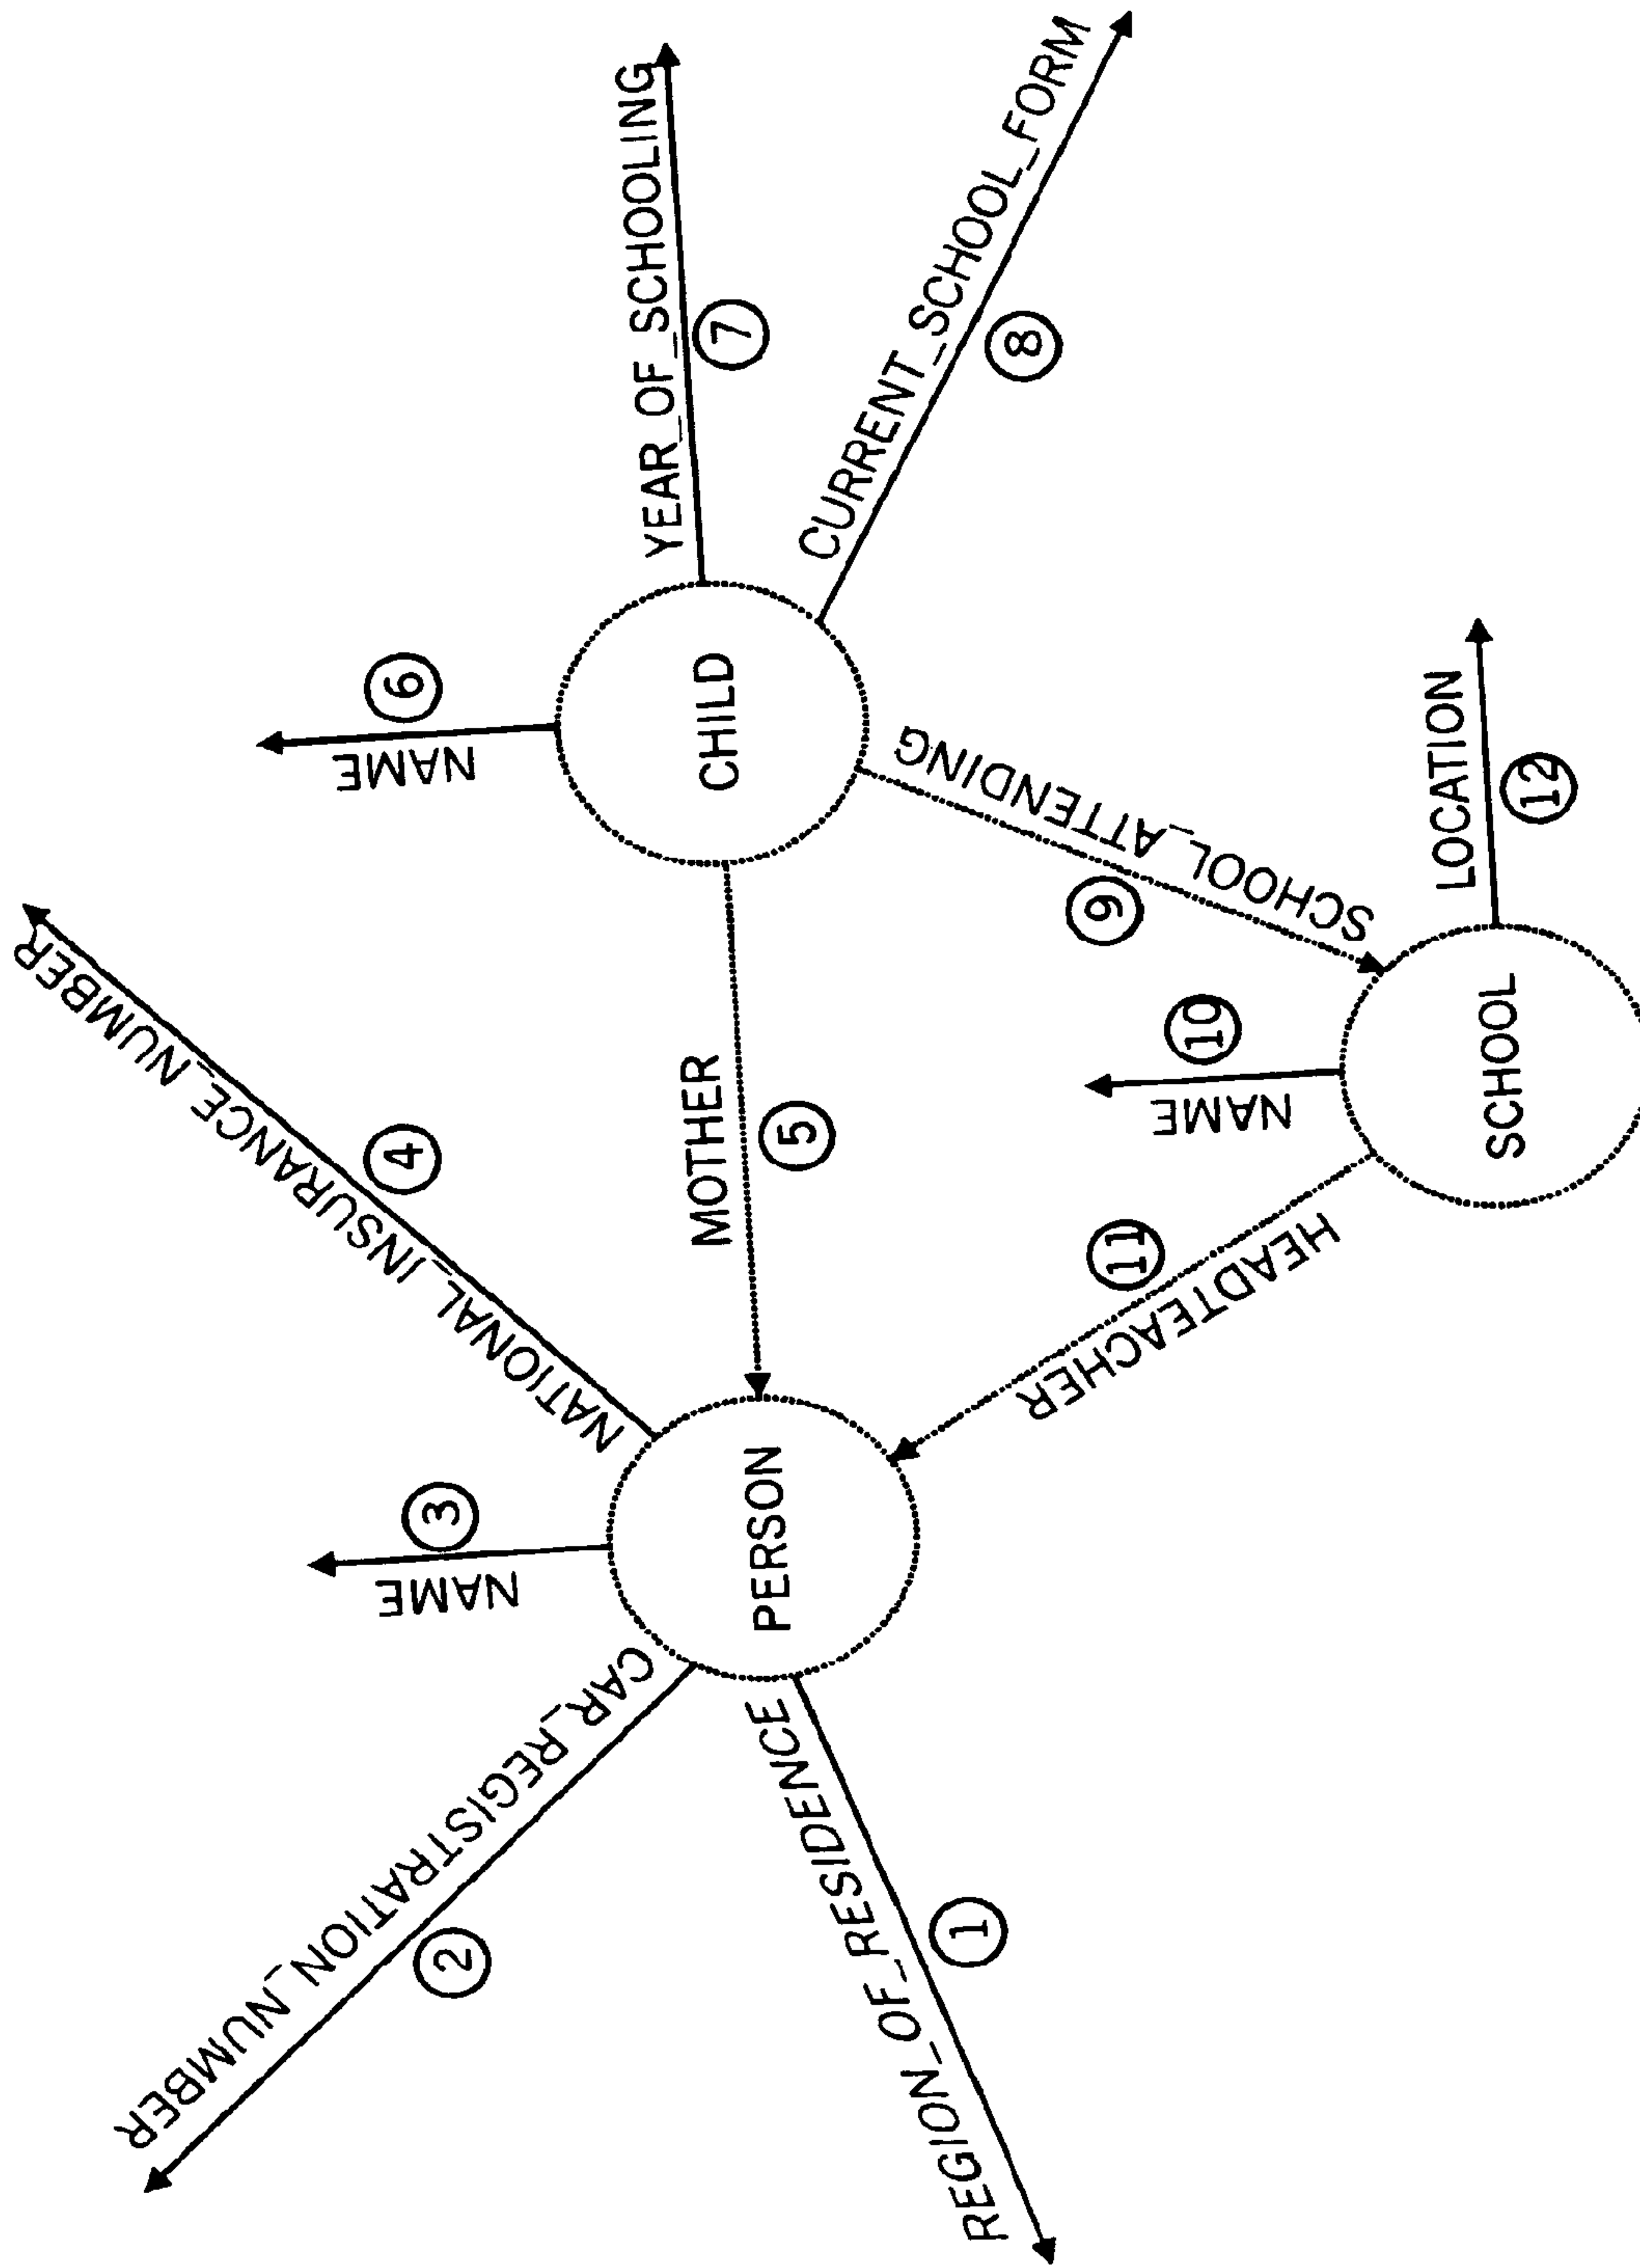 REGION_OF_RESIDENCE
1
CAR_REGISTRATION_NUMBER
2
NAME
3
NATIONAL_INSURANCE_NUMBER
4
PERSON
MOTHER
5
NAME
6
CHILD
YEAR_OF_SCHOOLING
7
CURRENT_SCHOOL_FORM
8
SCHOOL_ATTENDING
9
NAME
10
HEADTEACHER
11
SCHOOL
LOCATION
12